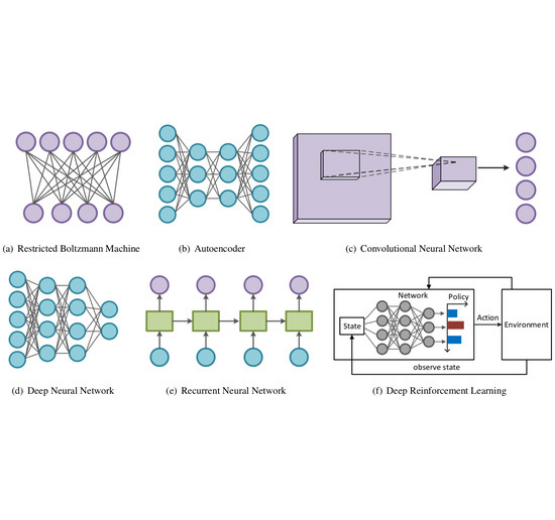 (a) Restricted Boltzmann Machine
(b) Autoencoder
(c) Convolutional Neural Network
Network
Policy
State
Action
Environment
observe state
(d) Deep Neural Network
(e) Recurrent Neural Network
(f) Deep Reinforcement Learning